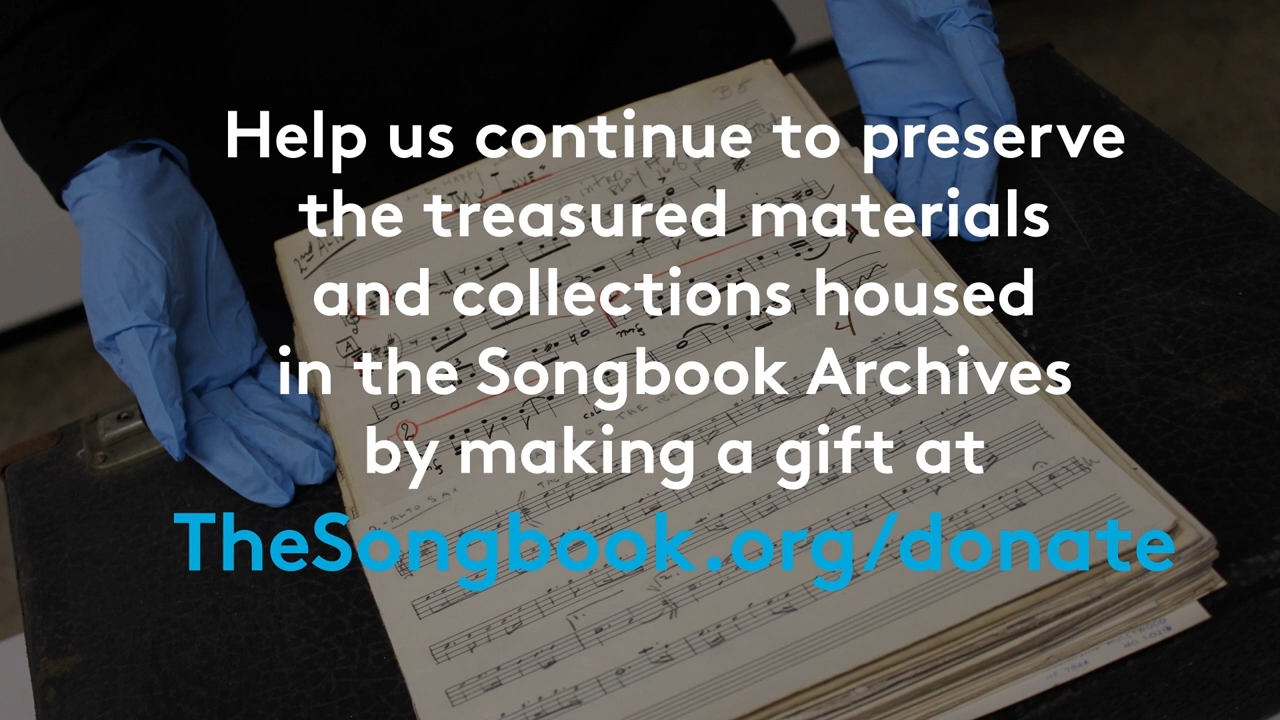 Help us continue to preserve
the treasured materials
and collections housed
in the Songbook Archives
by making a gift at
TheSongbook.org/donate